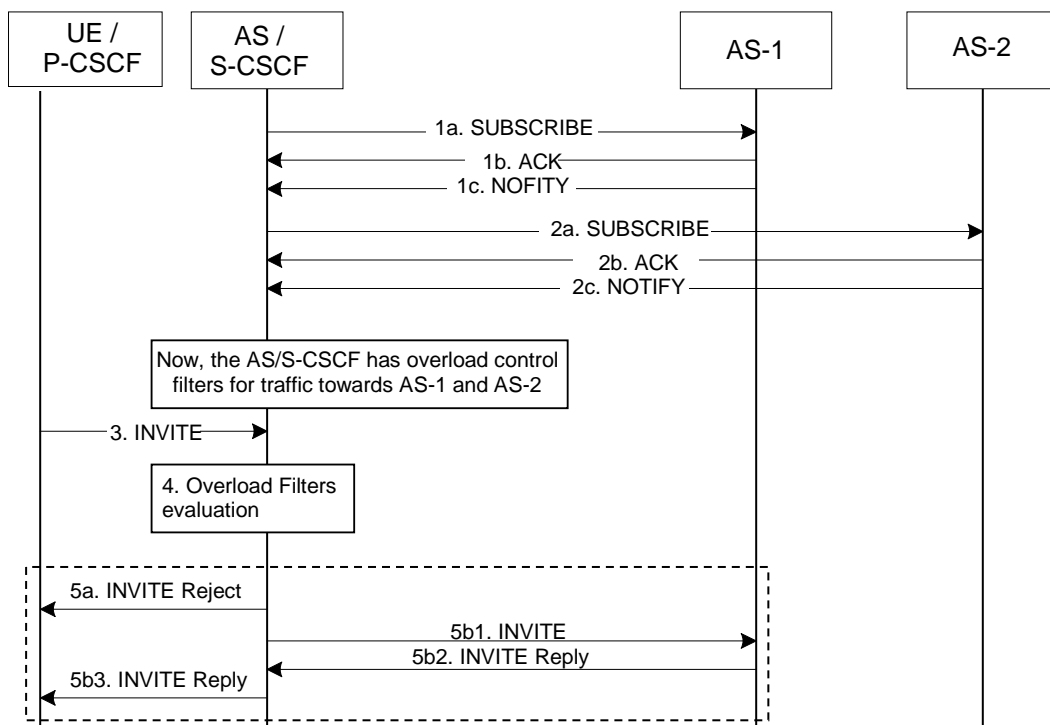 UE /
P-CSCF
AS /
S-CSCF
AS-1
AS-2
1a. SUBSCRIBE
1b. ACK
1c. NOFITY
2a. SUBSCRIBE
2b. ACK
2c. NOTIFY
Now, the AS/S-CSCF has overload control
filters for traffic towards AS-1 and AS-2
3. INVITE
4. Overload Filters
evaluation
5a. INVITE Reject
5b1. INVITE
5b2. INVITE Reply
5b3. INVITE Reply